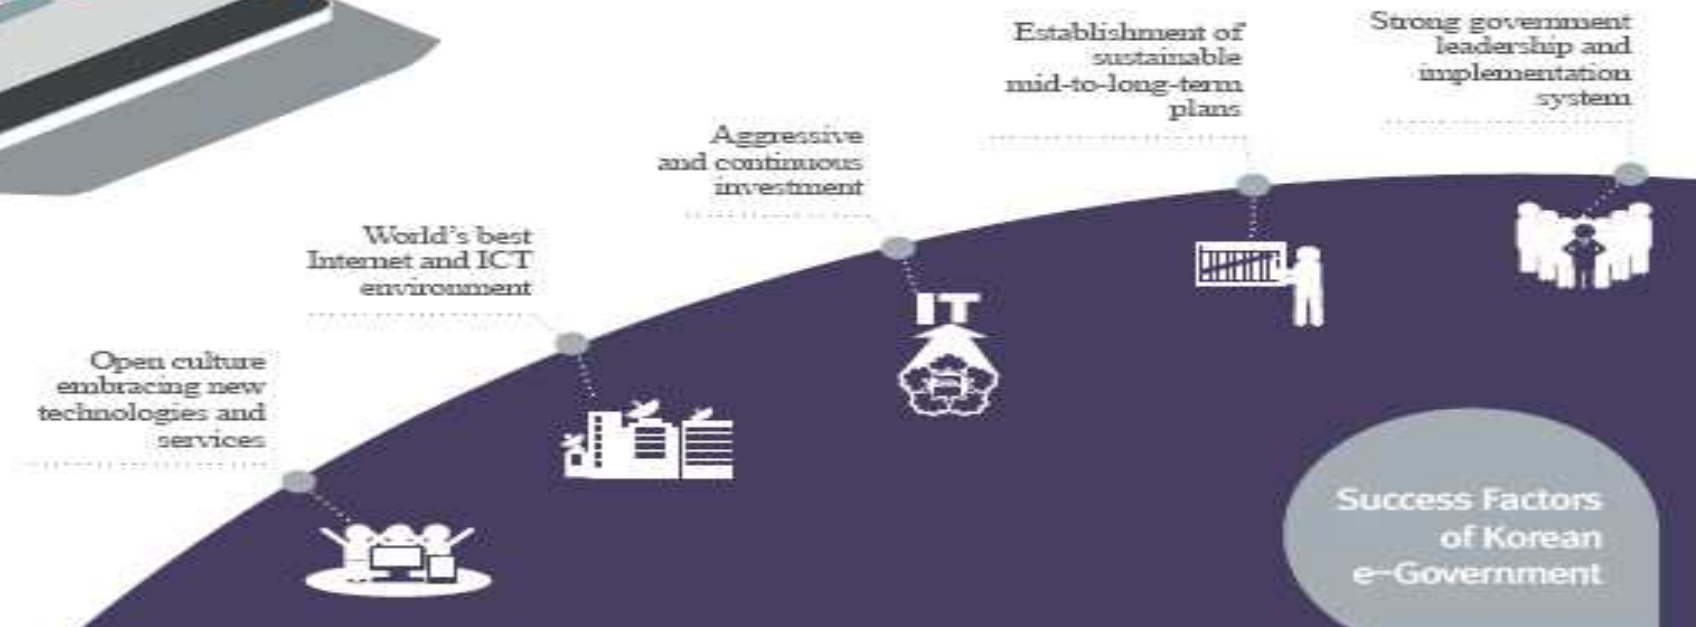 Open culture
embracing new
technologies and
services
World's best
Internet and ICT
environment
Aggressive
and continuous
investment
Establishment of
sustainable
mid-to-long-term
plans
Strong government
leadership and
implementation
system
IT
Success Factors
of Korean
e-Government